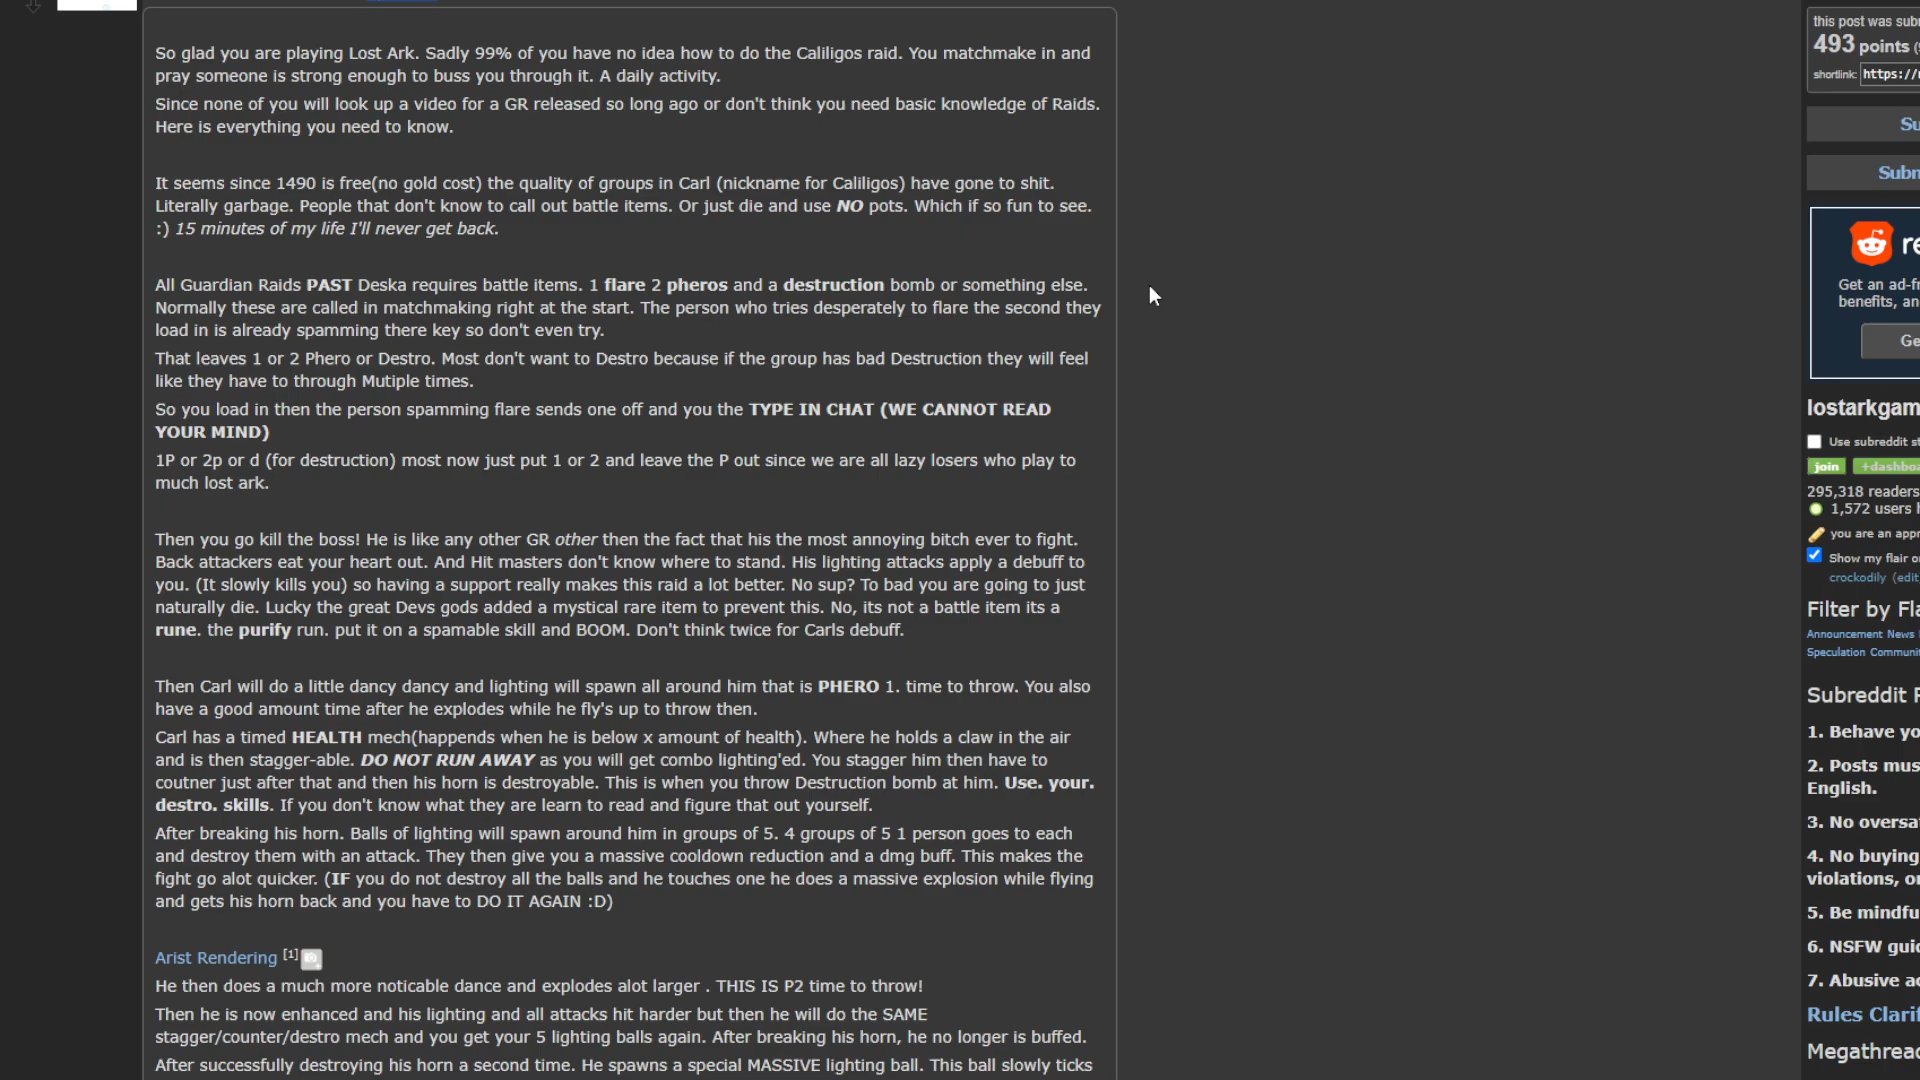 So glad you are playing Lost Ark. Sadly 99% of you have no idea how to do the Caliligos raid. You matchmake in and
pray someone is strong enough to buss you through it. A daily activity.
Since none of you will look up a video for a GR released so long ago or don't think you need basic knowledge of Raids.
Here is everything you need to know.
It seems since 1490 is free(no gold cost) the quality of groups in Carl (nickname for Caliligos) have gone to shit.
Literally garbage. People that don't know to call out battle items. Or just die and use NO pots. Which if so fun to see.
:) 15 minutes of my life I'll never get back.
All Guardian Raids PAST Deska requires battle items. 1 flare 2 pheros and a destruction bomb or something else.
Normally these are called in matchmaking right at the start. The person who tries desperately to flare the second they
load in is already spamming there key so don't even try.
That leaves 1 or 2 Phero or Destro. Most don't want to Destro because if the group has bad Destruction they will feel
like they have to through Mutiple times.
So you load in then the person spamming flare sends one off and you the TYPE IN CHAT (WE CANNOT READ
YOUR MIND)
1P or 2p or d (for destruction) most now just put 1 or 2 and leave the P out since we are all lazy losers who play to
much lost ark.
Then you go kill the boss! He is like any other GR other then the fact that his the most annoying bitch ever to fight.
Back attackers eat your heart out. And Hit masters don't know where to stand. His lighting attacks apply a debuff to
you. (It slowly kills you) so having a support really makes this raid a lot better. No sup? To bad you are going to just
naturally die. Lucky the great Devs gods added a mystical rare item to prevent this. No, its not a battle item its a
rune. the purify run. put it on a spamable skill and BOOM. Don't think twice for Carls debuff.
Then Carl will do a little dancy dancy and lighting will spawn all around him that is PHERO 1. time to throw. You also
have a good amount time after he explodes while he fly's up to throw then.
Carl has a timed HEALTH mech(happends when he is below x amount of health). Where he holds a claw in the air
and is then stagger-able. DO NOT RUN AWAY as you will get combo lighting'ed. You stagger him then have to
coutner just after that and then his horn is destroyable. This is when you throw Destruction bomb at him. Use. your.
destro. skills. If you don't know what they are learn to read and figure that out yourself.
After breaking his horn. Balls of lighting will spawn around him in groups of 5. 4 groups of 5 1 person goes to each
and destroy them with an attack. They then give you a massive cooldown reduction and a dmg buff. This makes the
fight go alot quicker. (IF you do not destroy all the balls and he touches one he does a massive explosion while flying
and gets his horn back and you have to DO IT AGAIN :D)
Arist Rendering [1]
He then does a much more noticable dance and explodes alot larger . THIS IS P2 time to throw!
Then he is now enhanced and his lighting and all attacks hit harder but then he will do the SAME
stagger/counter/destro mech and you get your 5 lighting balls again. After breaking his horn, he no longer is buffed.
After successfully destroying his horn a second time. He spawns a special MASSIVE lighting ball. This ball slowly ticks
this post was subm
493 points (9
shortlink: https://r
Su
Subm
re
Get an ad-fr
benefits, an
Ge
lostarkgam
Use subreddit st
join +dashboa
295,318 readers
1,572 users h
you are an appr
Show my flair o
crockodily (edit
Filter by Fla
Announcement News
Speculation Communit
Subreddit R
1. Behave yo
2. Posts mus
English.
3. No oversat
4. No buying
violations, or
5. Be mindfu
6. NSFW guid
7. Abusive ac
Rules Clarif
Megathread